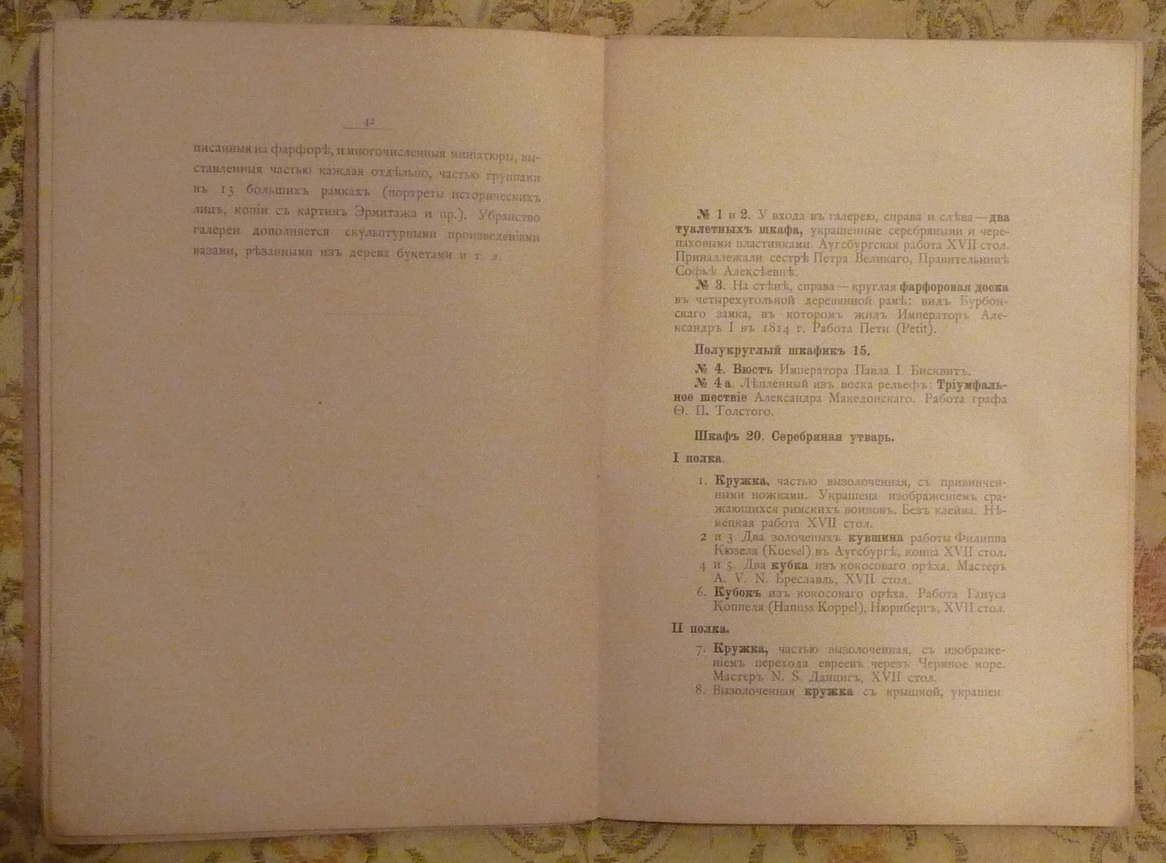 42
писанныя на фарфорѣ, и многочисленныя миніатюры, вы-
ставленныя частью каждая отдѣльно, частью группами
въ 13 большихъ рамкахъ (портреты историческихъ
лицъ, копіи съ картинъ Эрмитажа и пр.). Убранство
галереи дополняется скульптурными произведеніями
вазами, рѣзанными изъ дерева букетами и т. л.
№ 1 и 2. У входа въ галерею, справа и слѣва — два
туалетныхъ шкафа, украшенные серебряными и чере-
паховыми пластинками. Аугсбургская работа XVII стол.
Принадлежали сестрѣ Петра Великаго, Правительницѣ
Софьѣ Алексѣевнѣ.
№ 3. На стѣнѣ, справа — круглая фарфоровая доска
въ четырехугольной деревянной рамѣ; видъ Бурбон-
скаго замка, въ которомъ жилъ Императоръ Але-
ксандръ I въ 1814 г. Работа Пети (Petit).
Полукруглый шкафикъ 15.
№ 4. Бюстъ Императора Павла I. Бисквитъ.
№ 4а. Лѣпленный изъ воска рельефъ: Тріумфаль-
ное шествіе Александра Македонскаго. Работа графа
Ѳ. П. Толстого.
Шкафъ 20. Серебряная утварь.
I полка.
1. Кружка, частью вызолоченная, съ привинчен-
ными ножками. Украшена изображеніемъ сра-
жающихся римскихъ воиновъ. Безъ клейма. Нѣ-
мецкая работа XVII стол.
2 и 3. Два золоченыхъ кувшина работы Филиппа
Кюзеля (Kuesel) въ Аугсбургѣ, конца XVII стол.
4 и 5. Два кубка изъ кокосоваго орѣха. Мастеръ
A. V. N. Бреславль, XVII стол.
6. Кубокъ изъ кокосоваго орѣха. Работа Гануса
Коппеля (Hanuss Koppel), Нюрнбергъ, XVII стол.
II полка.
7. Кружка, частью вызолоченная, съ изображе-
ніемъ перехода евреевъ черезъ Чермное море.
Мастеръ N. S. Данцигъ, XVII стол.
8. Вызолоченная кружка съ крышкой, украшен